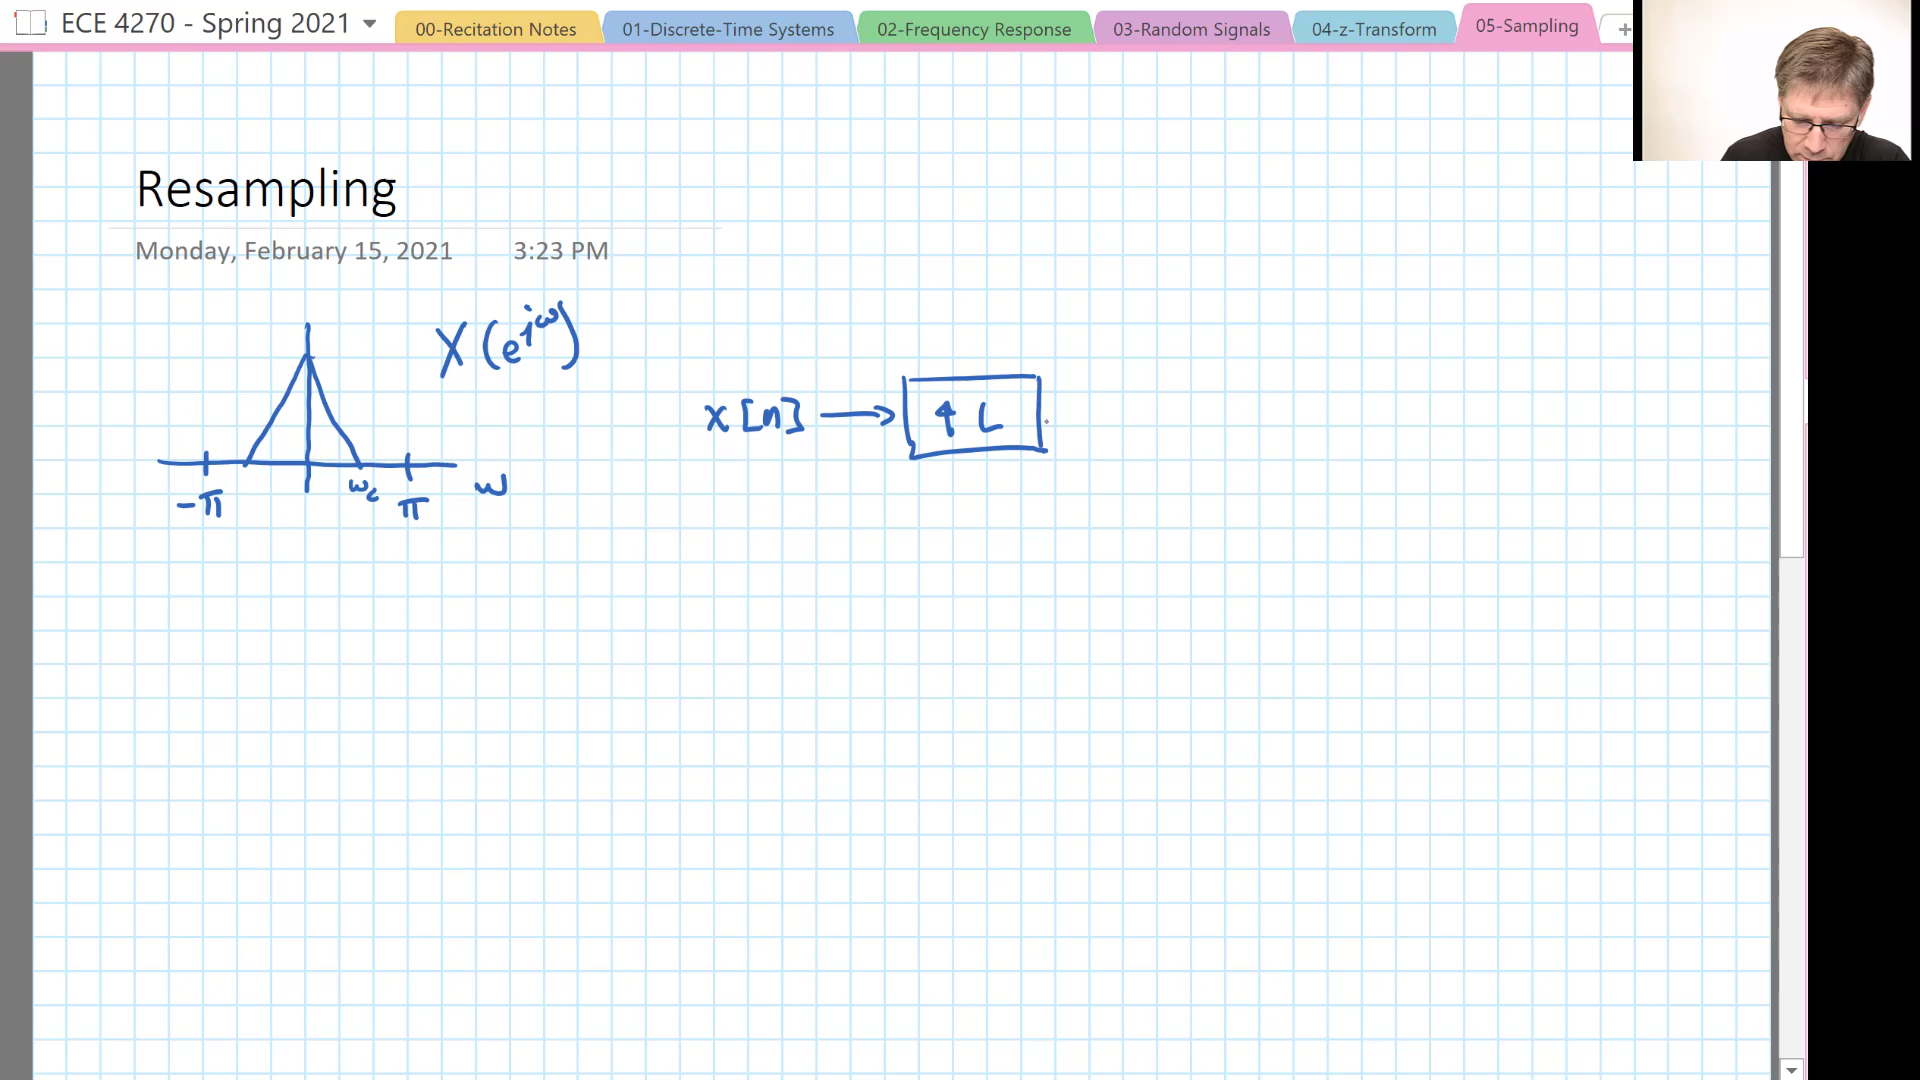 ECE 4270 - Spring 2021
00-Recitation Notes
01-Discrete-Time Systems
02-Frequency Response
03-Random Signals
04-z-Transform
05-Sampling
+
Resampling
Monday, February 15, 2021 3:23 PM
X(e^{jω})
x[n] → ↑ L
-π ω_c π ω